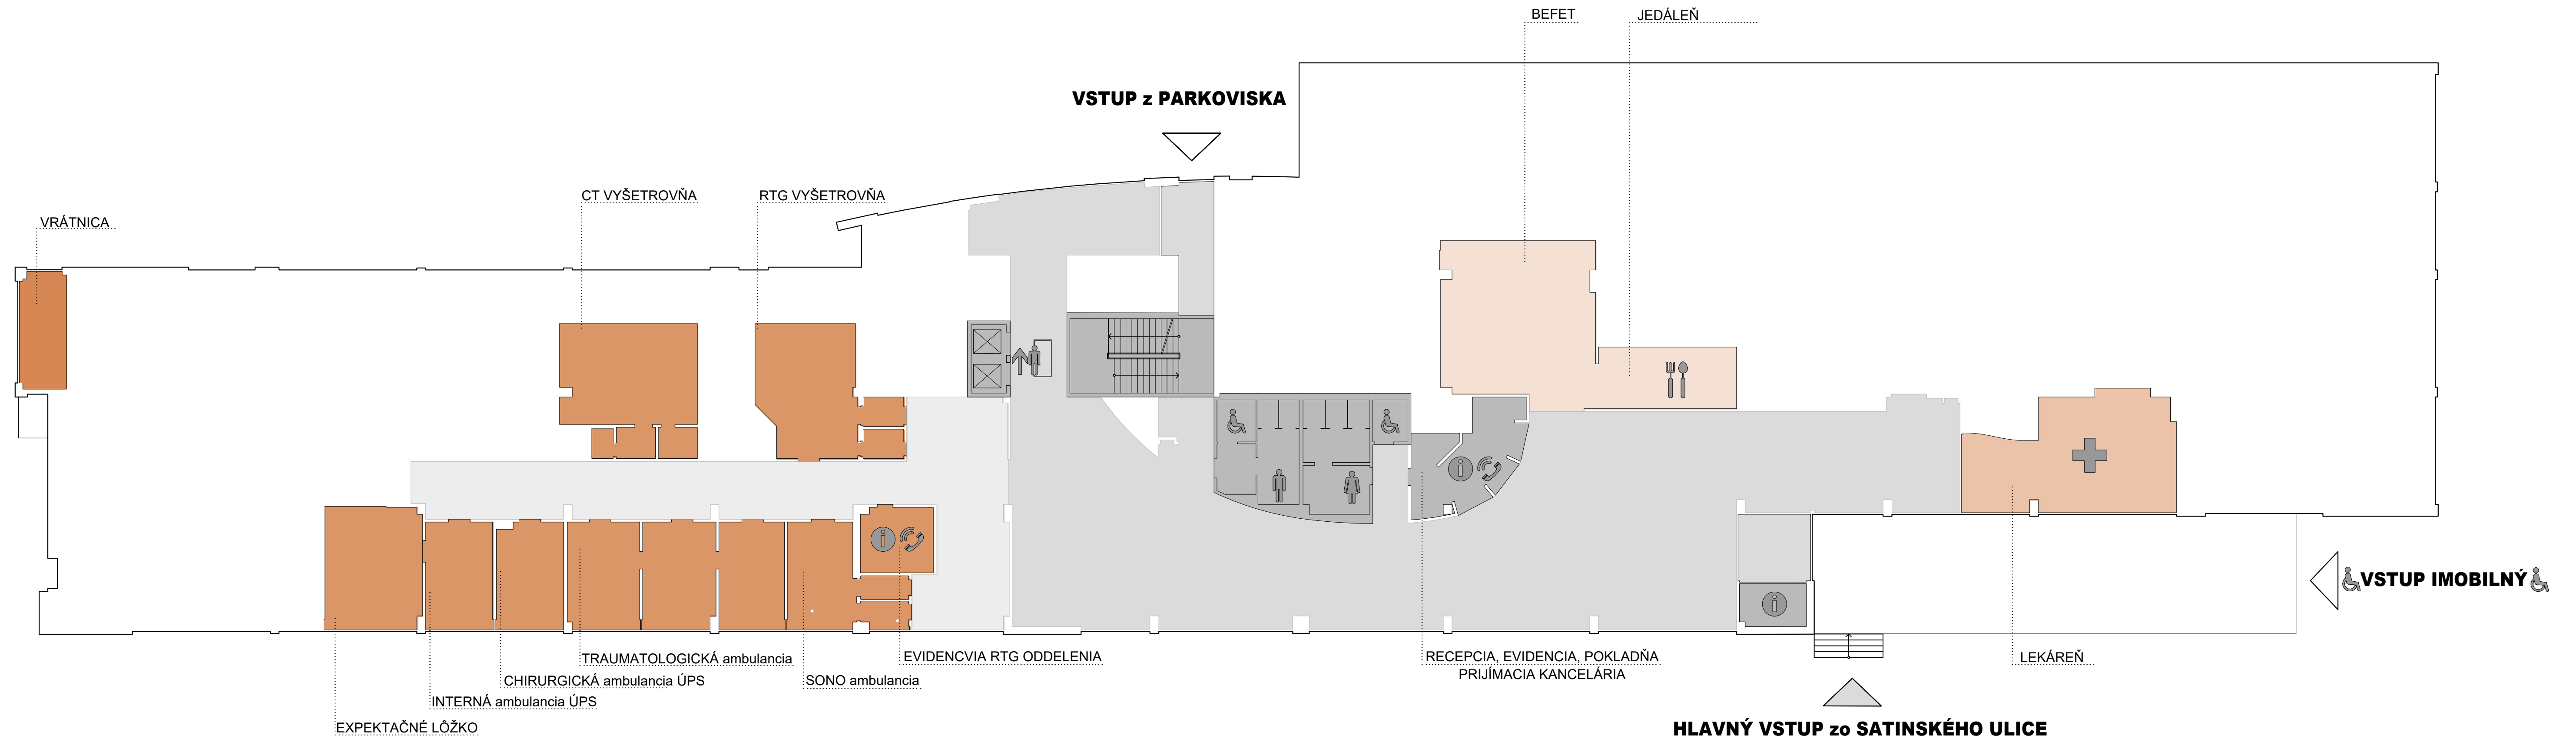 BEFET
JEDÁLEŇ
VSTUP z PARKOVISKA
CT VYŠETROVŇA
RTG VYŠETROVŇA
VRÁTNICA
VSTUP IMOBILNÝ
TRAUMATOLOGICKÁ ambulancia
EVIDENCVIA RTG ODDELENIA
RECEPCIA, EVIDENCIA, POKLADŇA
PRIJÍMACIA KANCELÁRIA
LEKÁREŇ
CHIRURGICKÁ ambulancia ÚPS
SONO ambulancia
INTERNÁ ambulancia ÚPS
EXPEKTAČNÉ LÔŽKO
HLAVNÝ VSTUP zo SATINSKÉHO ULICE